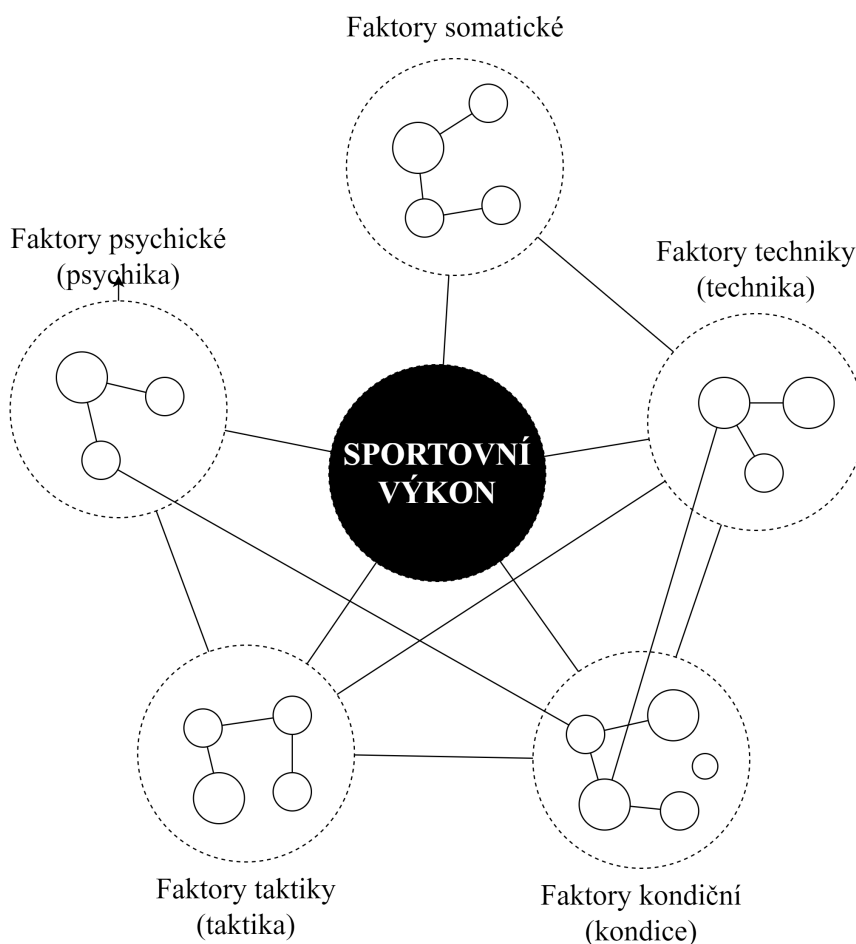 Faktory somatické
Faktory psychické
(psychika)
Faktory techniky
(technika)
SPORTOVNÍ
VÝKON
Faktory taktiky
(taktika)
Faktory kondiční
(kondice)